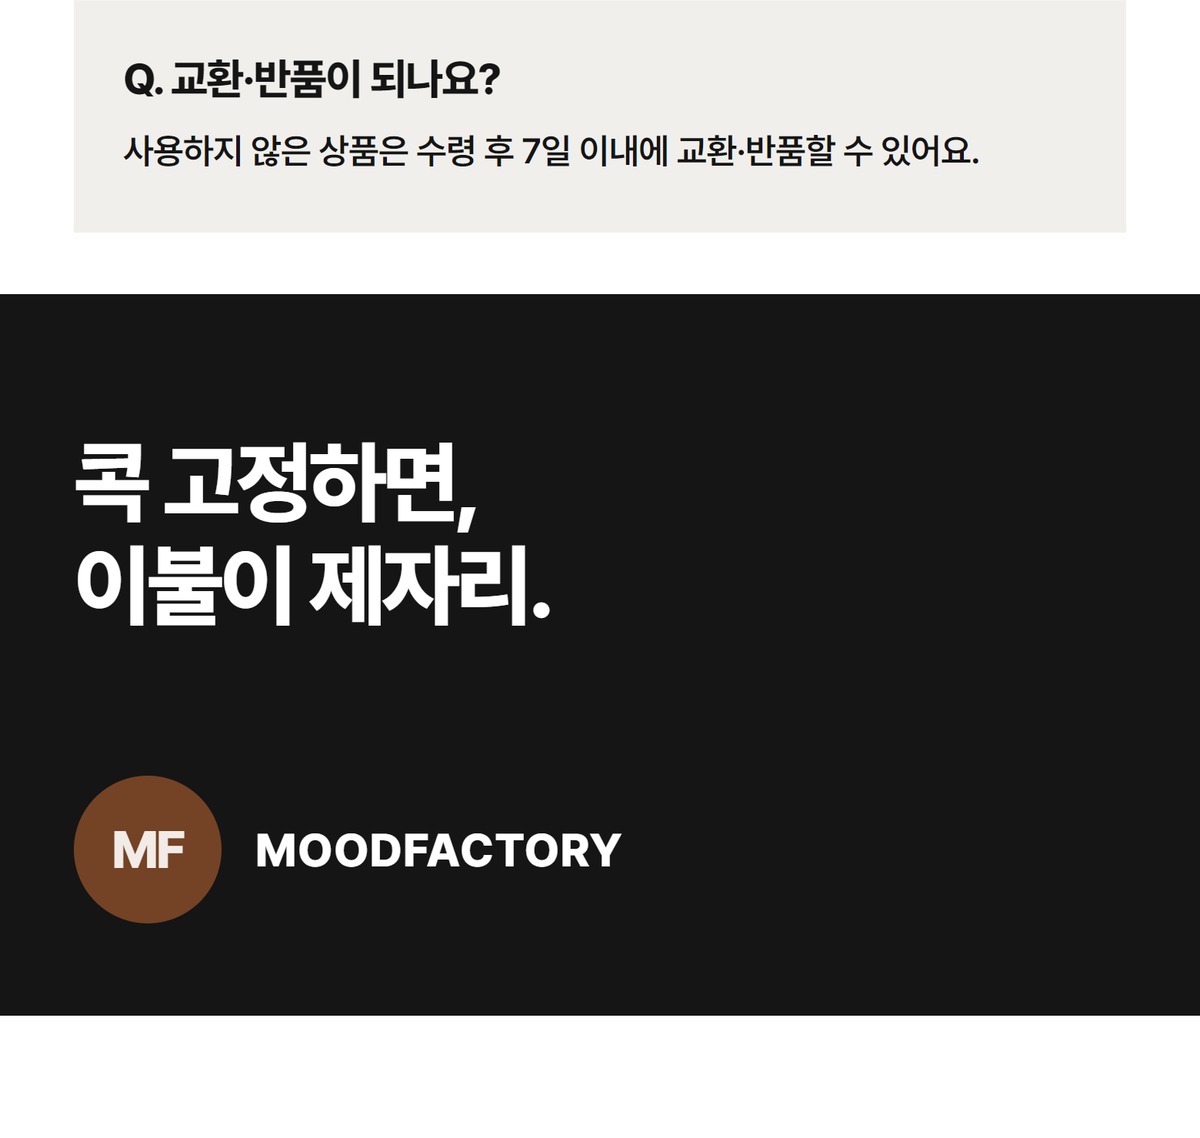 Q. 교환·반품이 되나요?
사용하지 않은 상품은 수령 후 7일 이내에 교환·반품할 수 있어요.
콕 고정하면,
이불이 제자리.
MF
MOODFACTORY